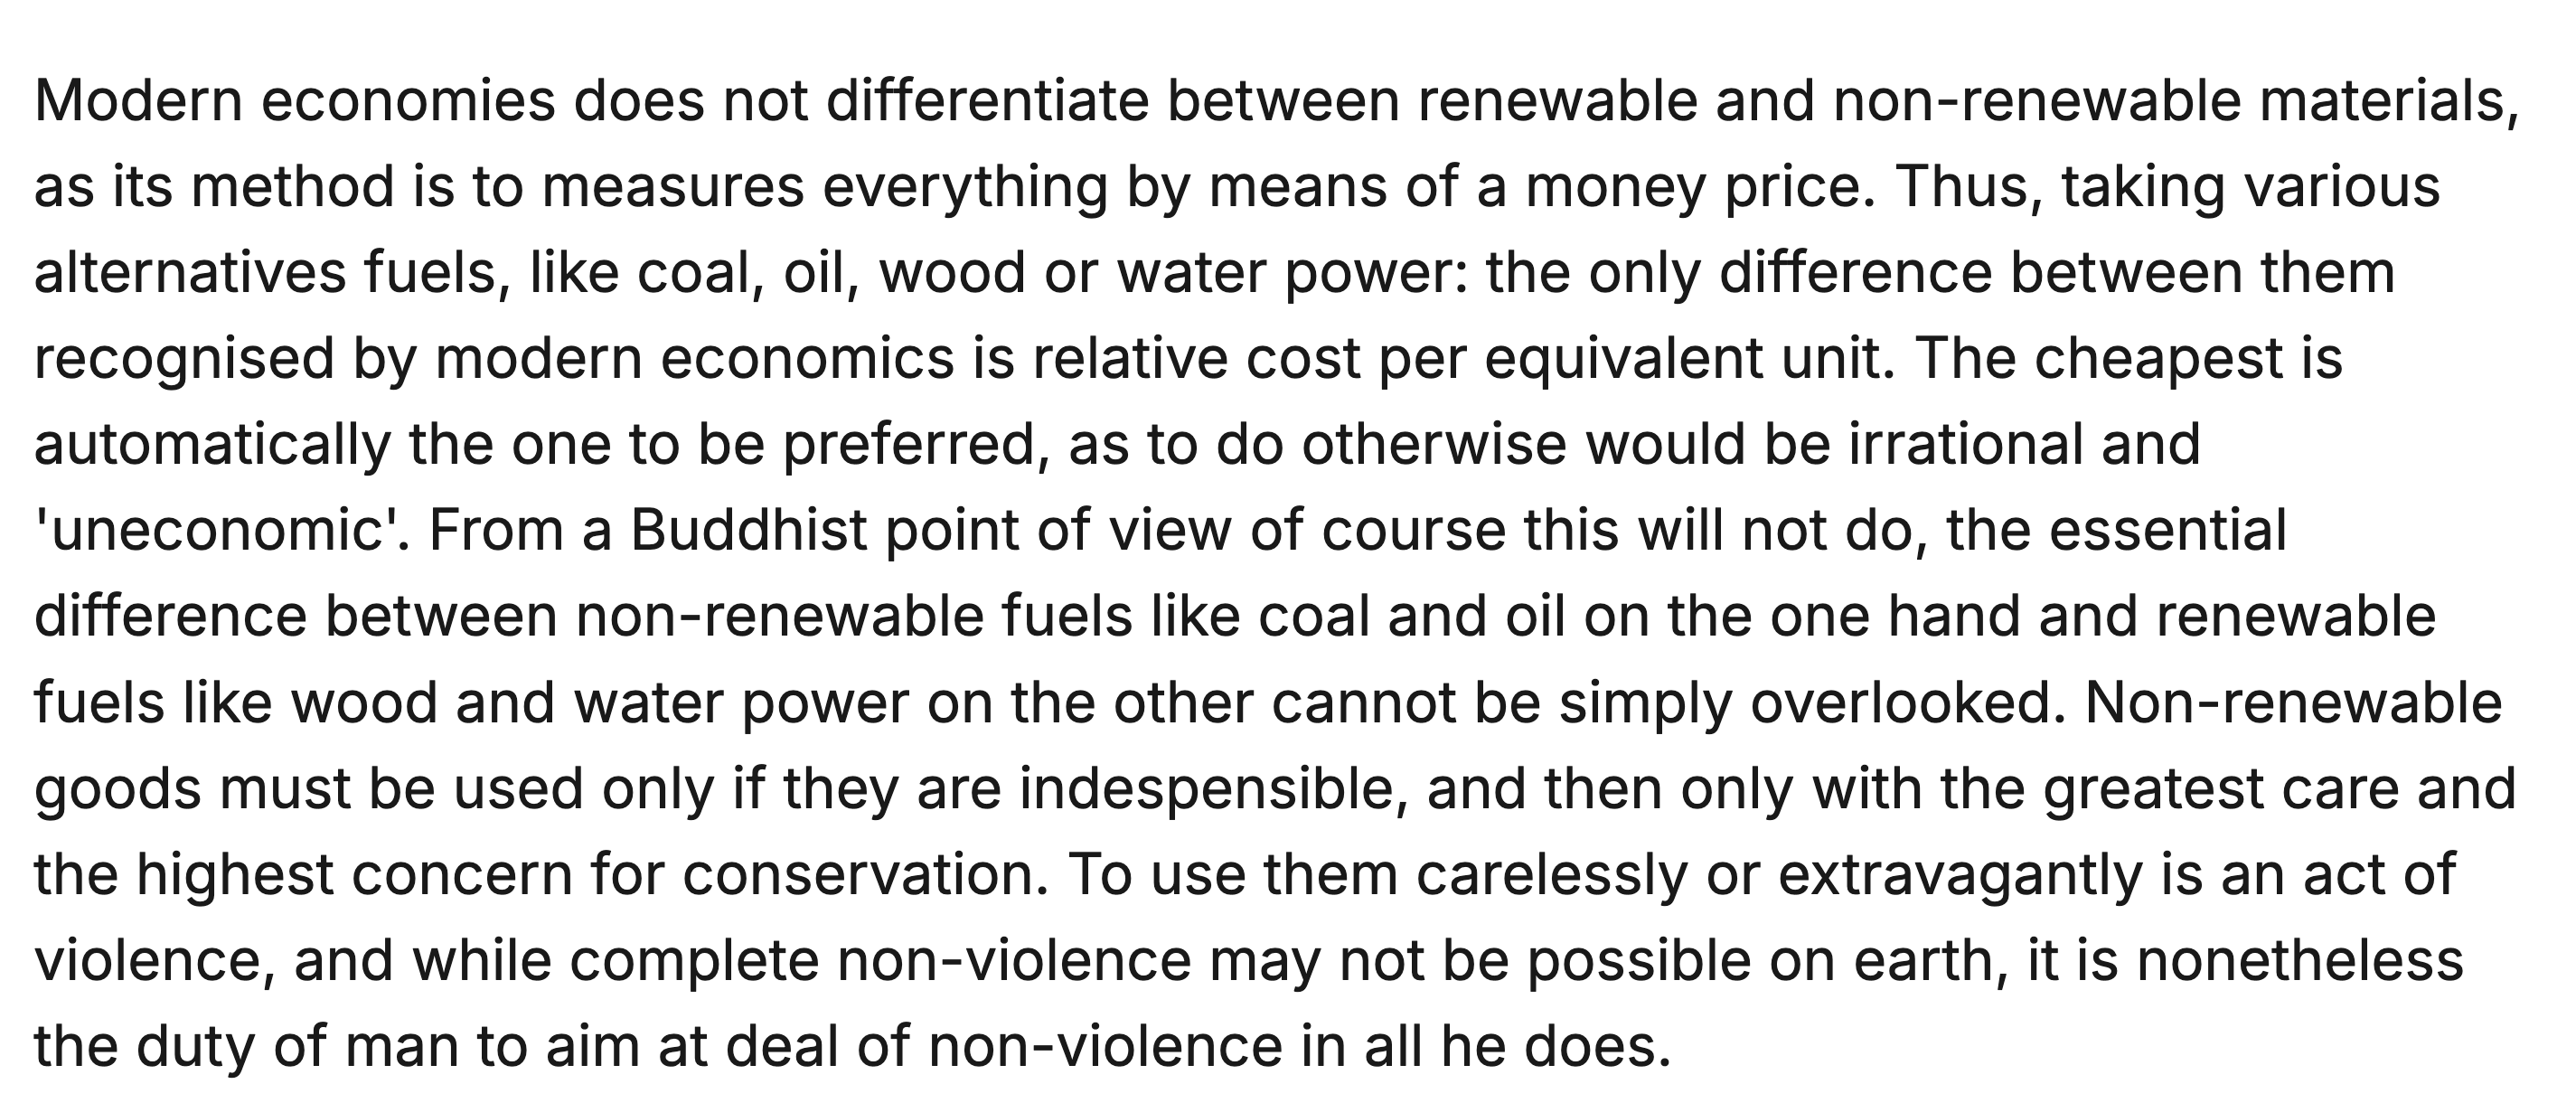 Modern economies does not differentiate between renewable and non-renewable materials,
as its method is to measures everything by means of a money price. Thus, taking various
alternatives fuels, like coal, oil, wood or water power: the only difference between them
recognised by modern economics is relative cost per equivalent unit. The cheapest is
automatically the one to be preferred, as to do otherwise would be irrational and
'uneconomic'. From a Buddhist point of view of course this will not do, the essential
difference between non-renewable fuels like coal and oil on the one hand and renewable
fuels like wood and water power on the other cannot be simply overlooked. Non-renewable
goods must be used only if they are indespensible, and then only with the greatest care and
the highest concern for conservation. To use them carelessly or extravagantly is an act of
violence, and while complete non-violence may not be possible on earth, it is nonetheless
the duty of man to aim at deal of non-violence in all he does.